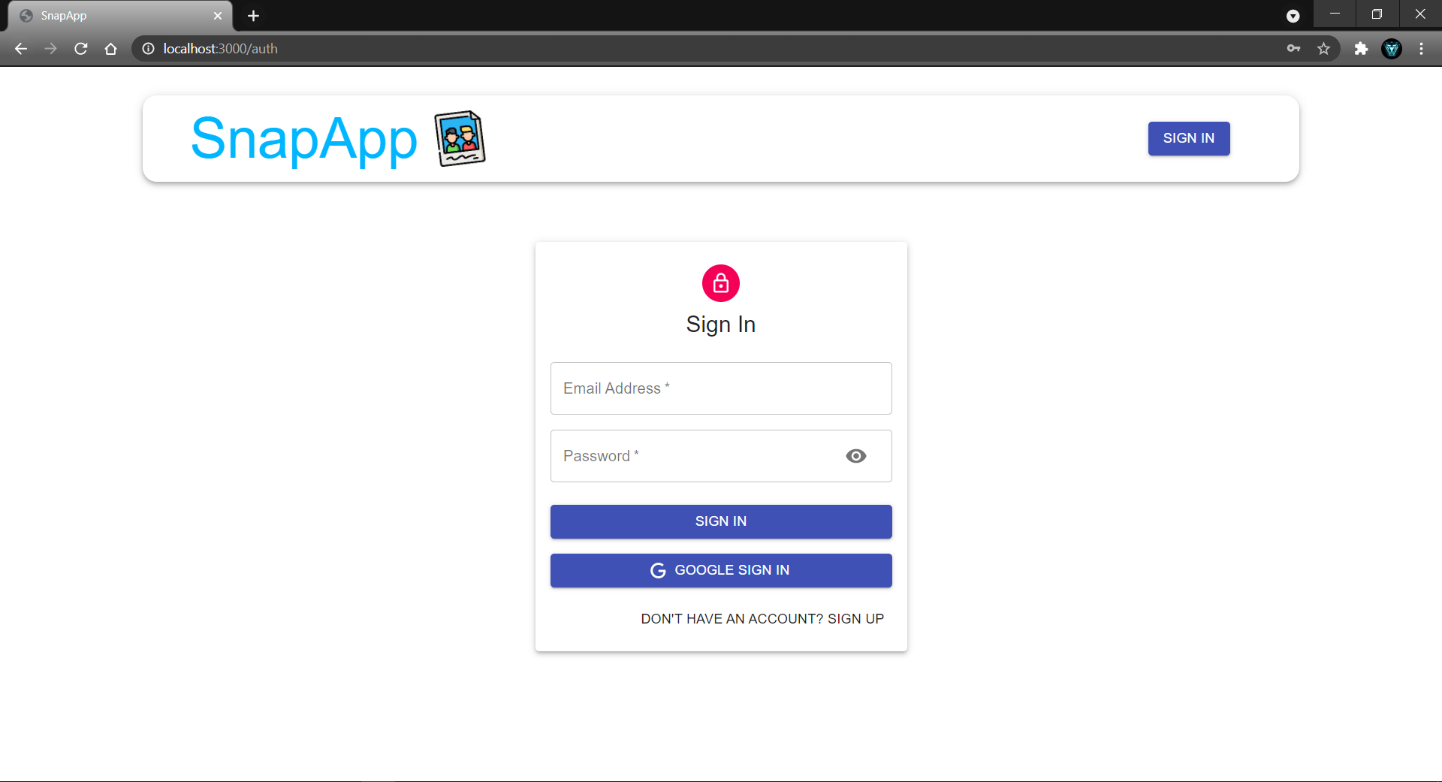 SnapApp
localhost:3000/auth
SnapApp
SIGN IN
Sign In
Email Address *
Password *
SIGN IN
GOOGLE SIGN IN
DON'T HAVE AN ACCOUNT? SIGN UP